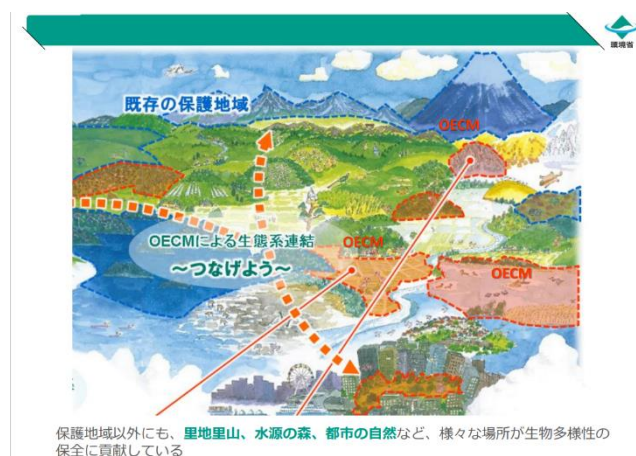 環境省
既存の保護地域
OECM
OECMによる生態系連結
～つなげよう～
OECM
OECM
保護地域以外にも、里地里山、水源の森、都市の自然など、様々な場所が生物多様性の
保全に貢献している